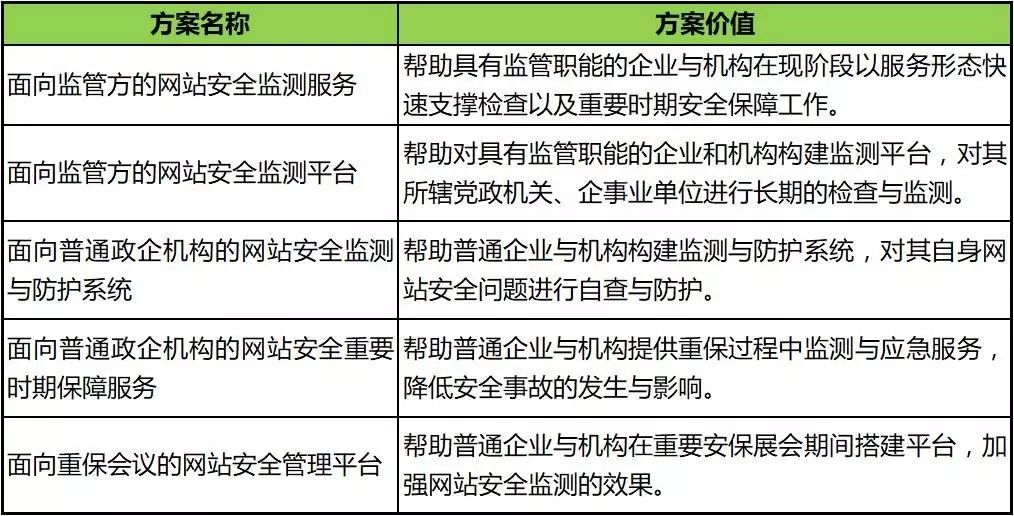 方案名称
方案价值
面向监管方的网站安全监测服务
帮助具有监管职能的企业与机构在现阶段以服务形态快
速支撑检查以及重要时期安全保障工作。
面向监管方的网站安全监测平台
帮助对具有监管职能的企业和机构构建监测平台，对其
所辖党政机关、企事业单位进行长期的检查与监测。
面向普通政企机构的网站安全监测
与防护系统
帮助普通企业与机构构建监测与防护系统，对其自身网
站安全问题进行自查与防护。
面向普通政企机构的网站安全重要
时期保障服务
帮助普通企业与机构提供重保过程中监测与应急服务，
降低安全事故的发生与影响。
面向重保会议的网站安全管理平台
帮助普通企业与机构在重要安保展会期间搭建平台，加
强网站安全监测的效果。